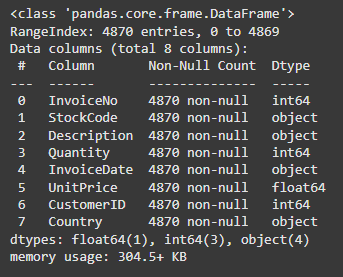 <class 'pandas.core.frame.DataFrame'>
RangeIndex: 4870 entries, 0 to 4869
Data columns (total 8 columns):
 #   Column       Non-Null Count  Dtype
---  ------       --------------  -----
 0   InvoiceNo    4870 non-null   int64
 1   StockCode    4870 non-null   object
 2   Description  4870 non-null   object
 3   Quantity     4870 non-null   int64
 4   InvoiceDate  4870 non-null   object
 5   UnitPrice    4870 non-null   float64
 6   CustomerID   4870 non-null   int64
 7   Country      4870 non-null   object
dtypes: float64(1), int64(3), object(4)
memory usage: 304.5+ KB